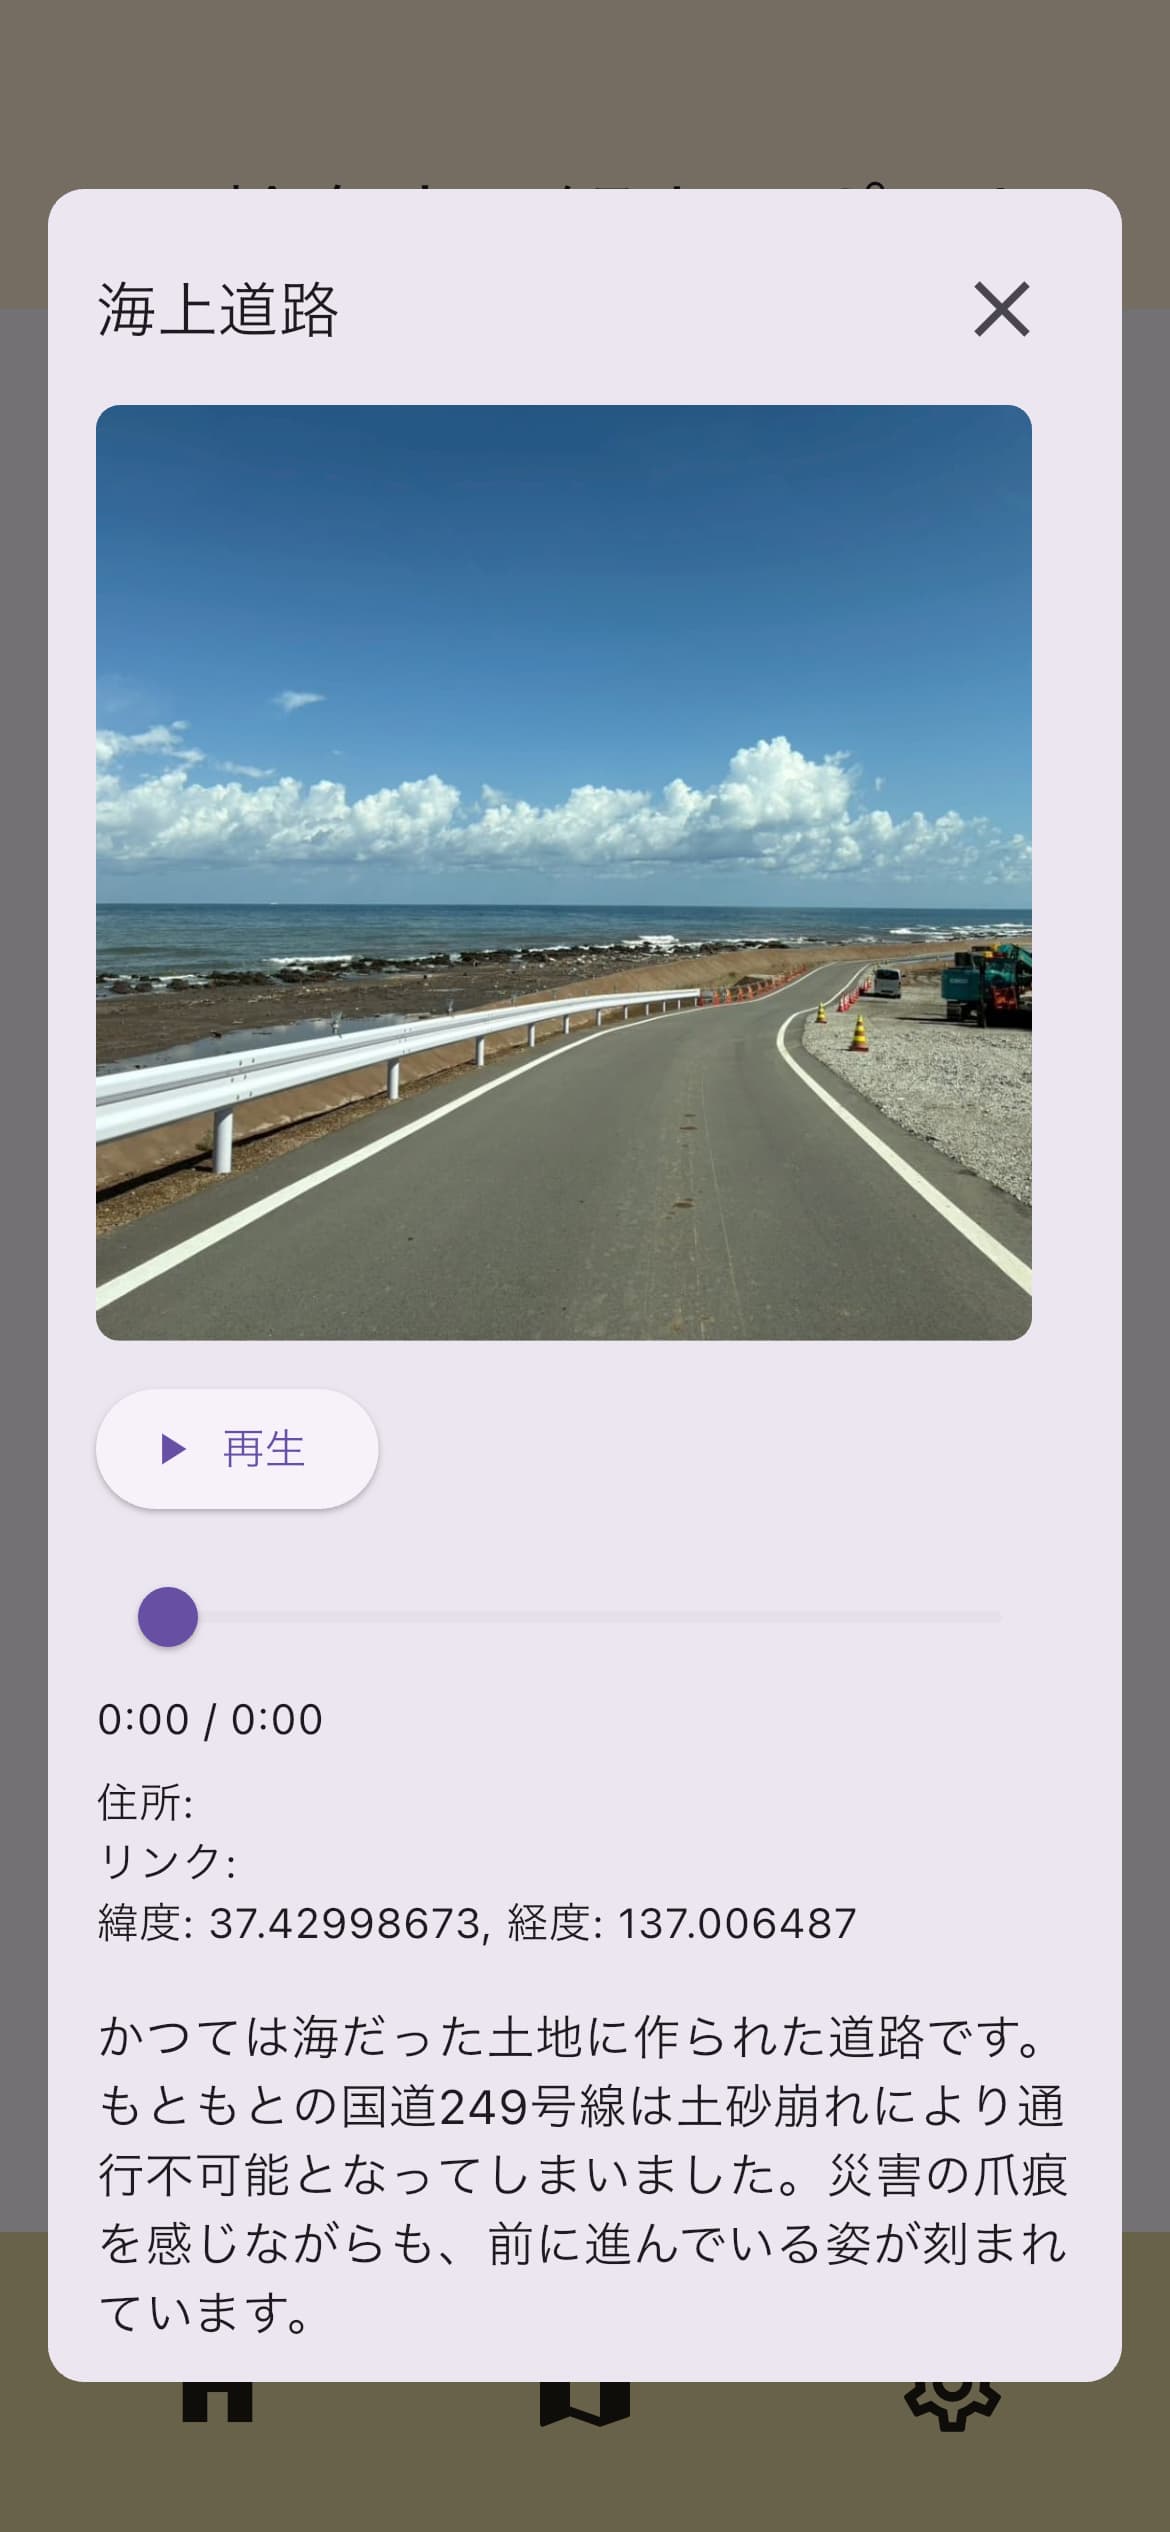 海上道路
再生
0:00 / 0:00
住所:
リンク:
緯度: 37.42998673, 経度: 137.006487
かつては海だった土地に作られた道路です。
もともとの国道249号線は土砂崩れにより通
行不可能となってしまいました。災害の爪痕
を感じながらも、前に進んでいる姿が刻まれ
ています。